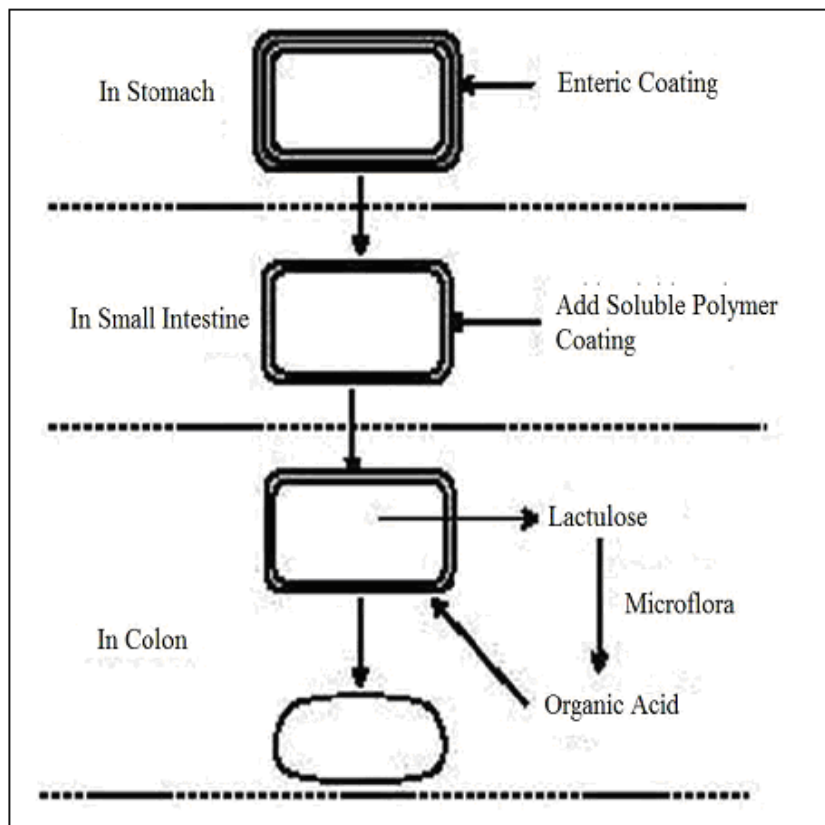 In Stomach
Enteric Coating
In Small Intestine
Add Soluble Polymer
Coating
Lactulose
Microflora
In Colon
Organic Acid